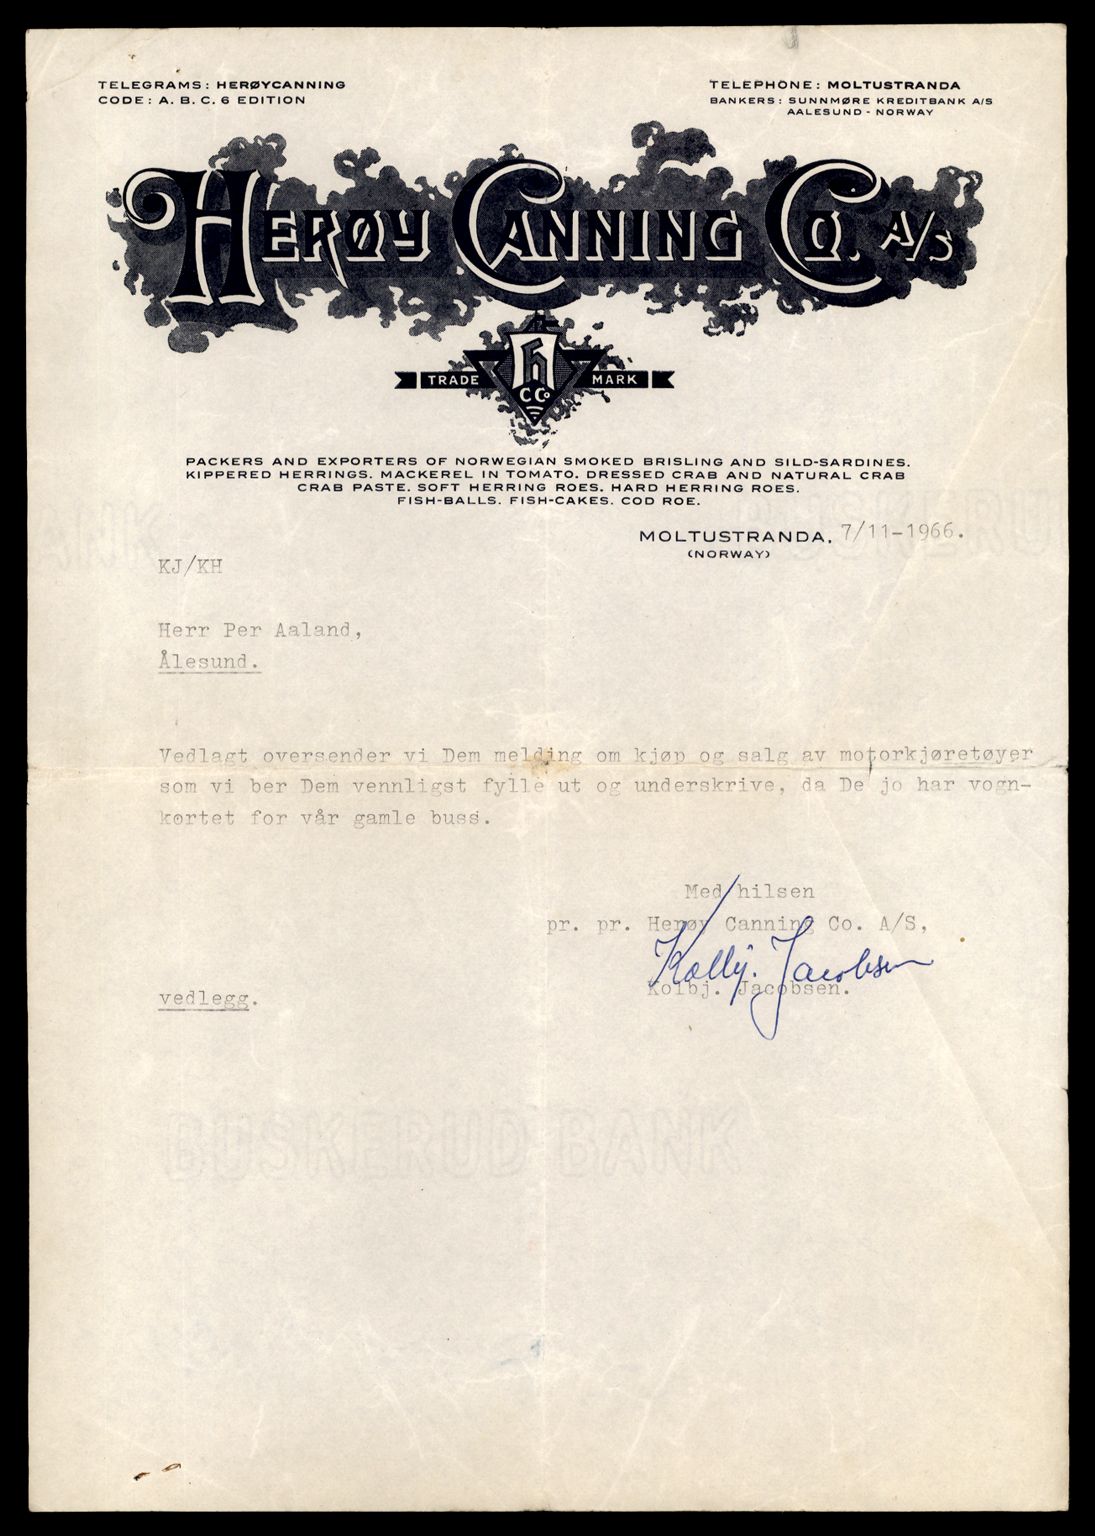 TELEGRAMS: HERØYCANNING
CODE: A. B. C. 6 EDITION
TELEPHONE: MOLTUSTRANDA
BANKERS: SUNNMØRE KREDITBANK A/S
AALESUND - NORWAY
HERØY CANNING CO. A/S
TRADE MARK
H
C Co
PACKERS AND EXPORTERS OF NORWEGIAN SMOKED BRISLING AND SILD-SARDINES.
KIPPERED HERRINGS. MACKEREL IN TOMATO. DRESSED CRAB AND NATURAL CRAB
CRAB PASTE. SOFT HERRING ROES. HARD HERRING ROES.
FISH-BALLS. FISH-CAKES. COD ROE.
MOLTUSTRANDA. 7/11-1966.
(NORWAY)
KJ/KH
Herr Per Aaland,
Ålesund.
Vedlagt oversender vi Dem melding om kjøp og salg av motorkjøretøyer
som vi ber Dem vennligst fylle ut og underskrive, da De jo har vogn-
kortet for vår gamle buss.
Med hilsen
pr. pr. Herøy Canning Co. A/S,
Kolbj. Jacobsen
Kolbj. Jacobsen.
vedlegg.
BUSKERUD BANK